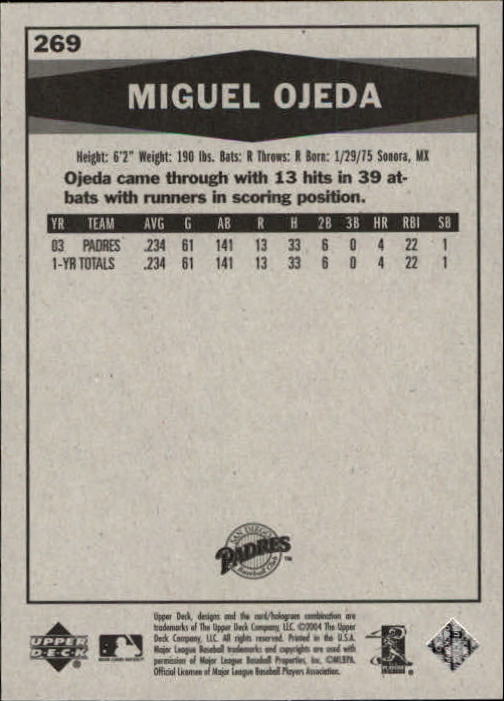 269
MIGUEL OJEDA
Height: 6'2" Weight: 190 lbs. Bats: R Throws: R Born: 1/29/75 Sonora, MX
Ojeda came through with 13 hits in 39 at-
bats with runners in scoring position.
YR TEAM AVG G AB R H 2B 3B HR RBI SB
03 PADRES .234 61 141 13 33 6 0 4 22 1
1-YR TOTALS .234 61 141 13 33 6 0 4 22 1
SAN DIEGO
PADRES
Baseball Club
Upper Deck, designs and the card/hologram combination are
trademarks of The Upper Deck Company, LLC. ©2004 The Upper
Deck Company, LLC. All rights reserved. Printed in the U.S.A.
Major League Baseball trademarks and copyrights are used with
permission of Major League Baseball Properties, Inc. ©MLBPA.
Official Licensee of Major League Baseball Players Association.
UPPER
DECK